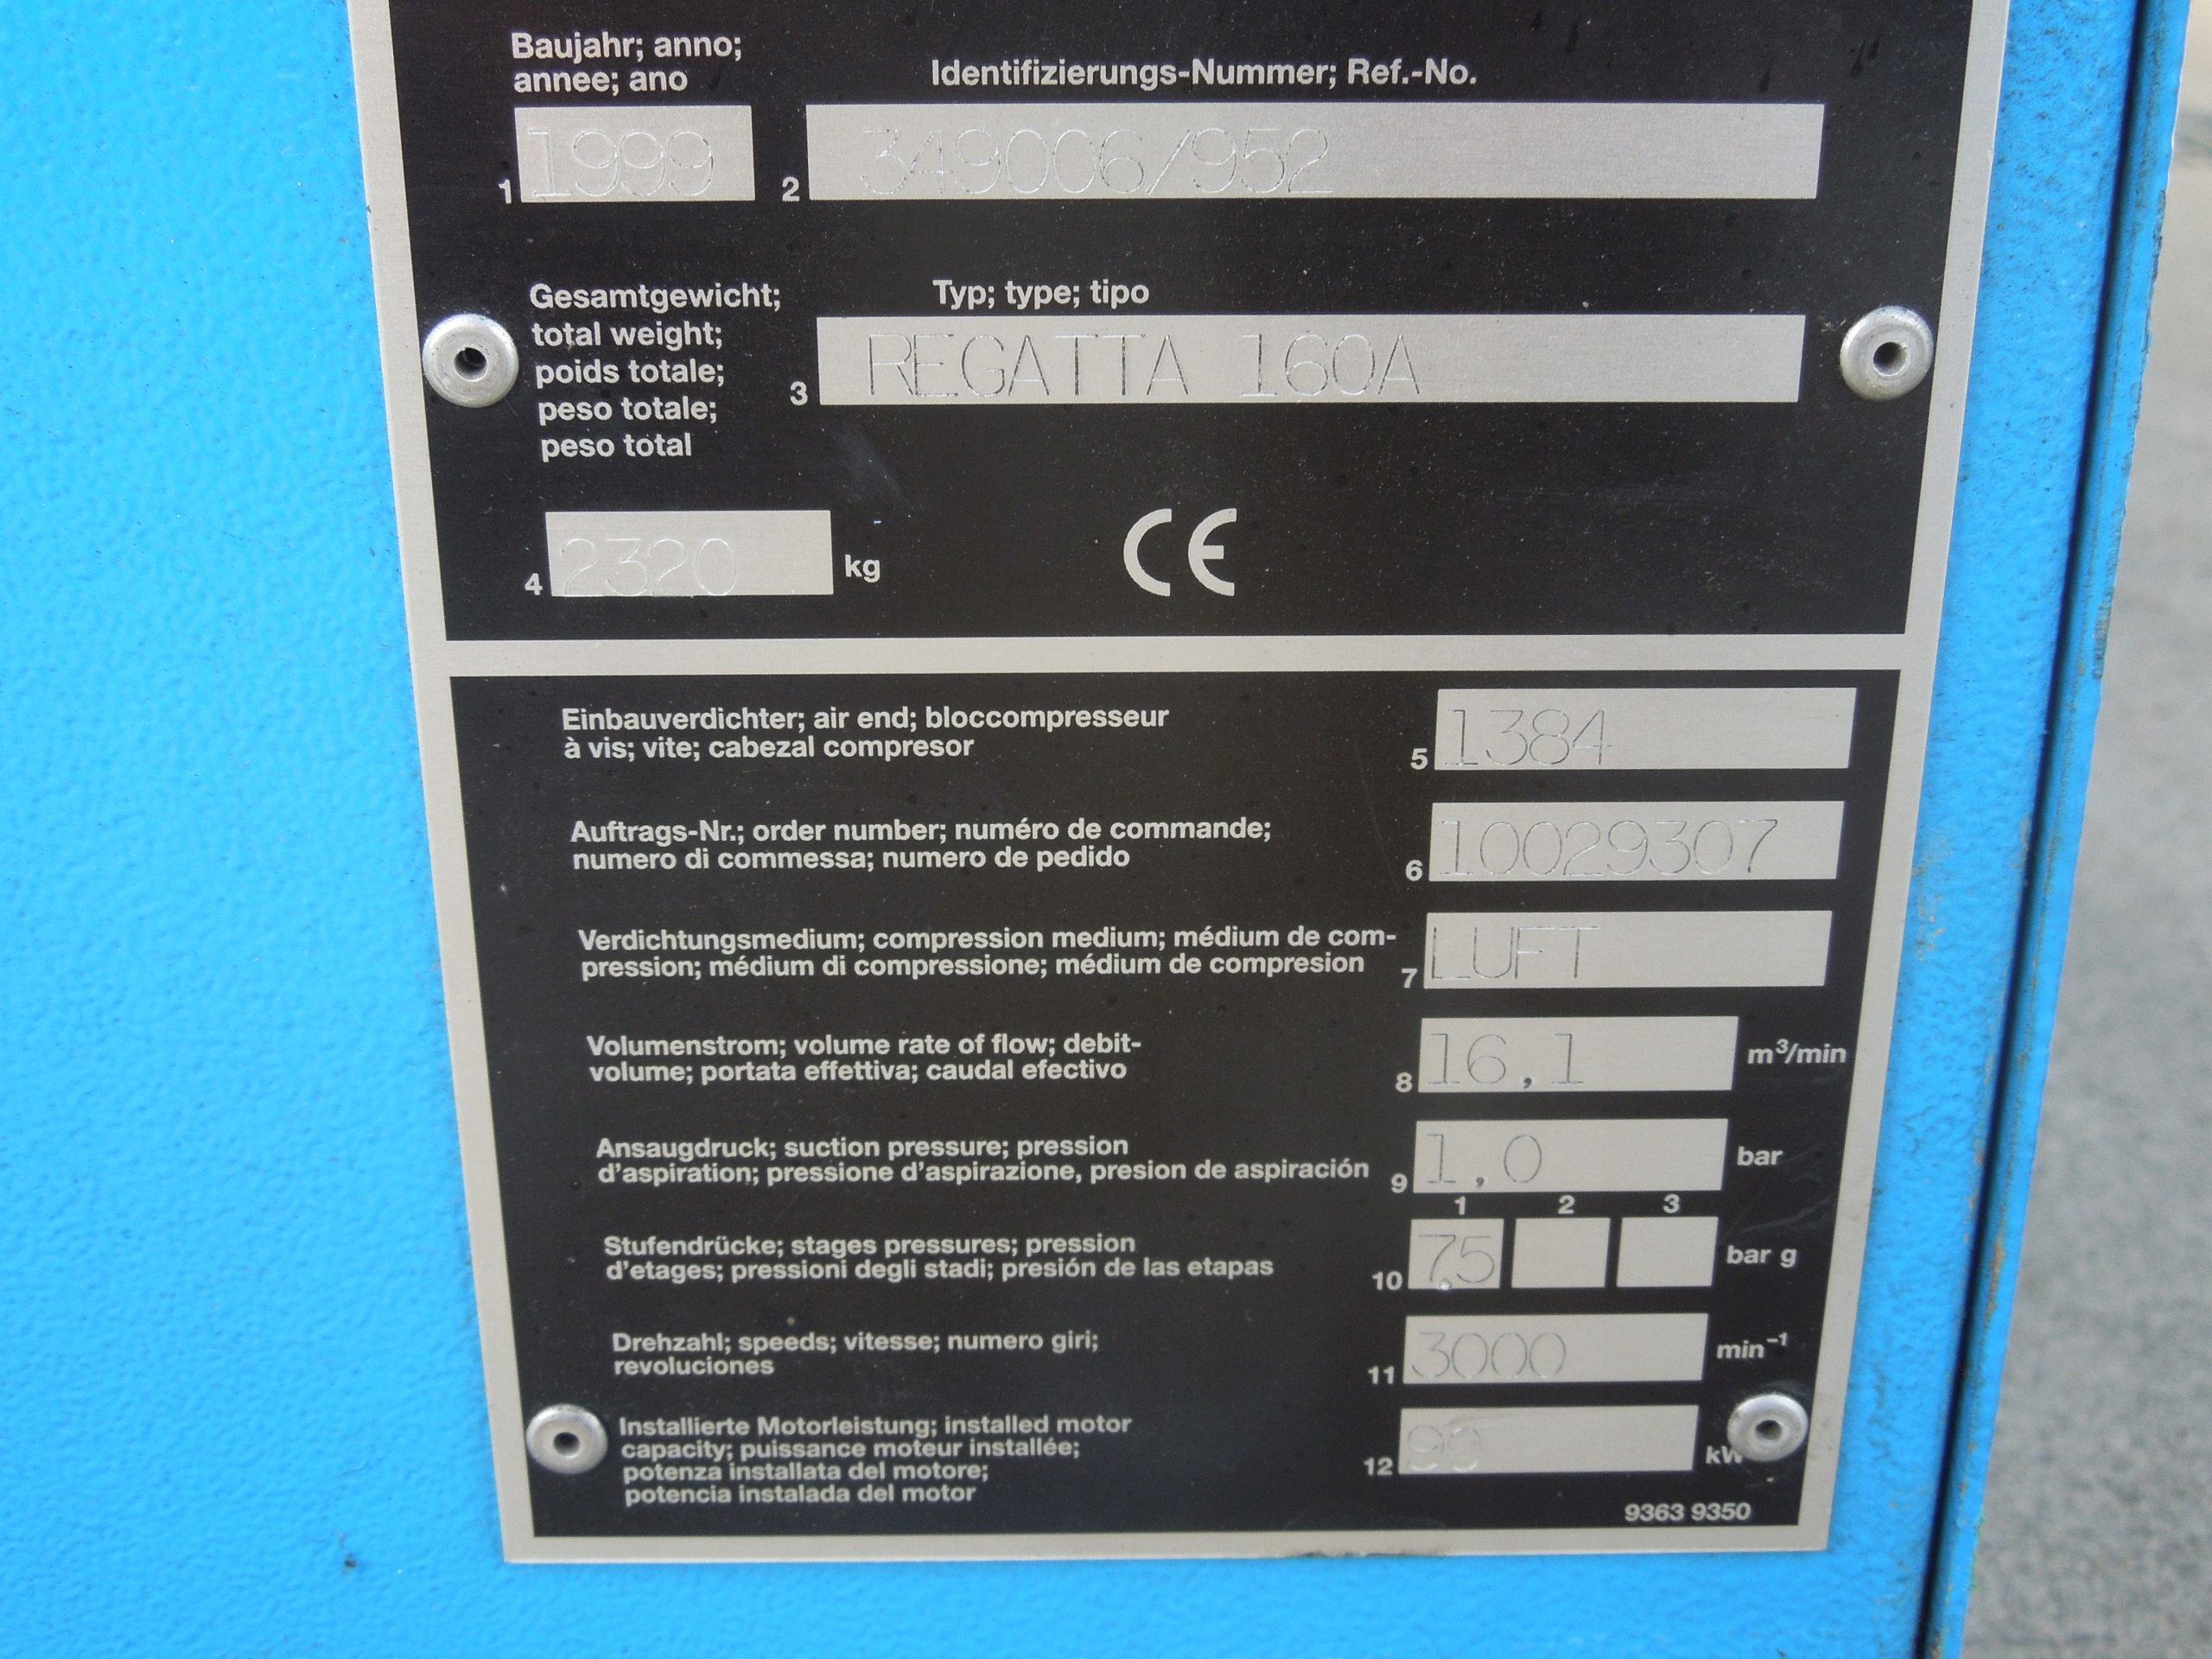 Baujahr; anno;
annee; ano
Identifizierungs-Nummer; Ref.-No.
1 1999
2 349006/952
Gesamtgewicht;
total weight;
poids totale;
peso totale;
peso total
Typ; type; tipo
3 REGATTA 160A
4 2320 kg
CE
Einbauverdichter; air end; bloccompresseur
à vis; vite; cabezal compresor
5 1384
Auftrags-Nr.; order number; numéro de commande;
numero di commessa; numero de pedido
6 10029307
Verdichtungsmedium; compression medium; médium de com-
pression; médium di compressione; médium de compresion
7 LUFT
Volumenstrom; volume rate of flow; debit-
volume; portata effettiva; caudal efectivo
8 16,1 m³/min
Ansaugdruck; suction pressure; pression
d'aspiration; pressione d'aspirazione, presion de aspiración
9 1,0 bar
1 2 3
Stufendrücke; stages pressures; pression
d'etages; pressioni degli stadi; presión de las etapas
10 7,5 bar g
Drehzahl; speeds; vitesse; numero giri;
revoluciones
11 3000 min⁻¹
Installierte Motorleistung; installed motor
capacity; puissance moteur installée;
potenza installata del motore;
potencia instalada del motor
12 90 kW
9363 9350